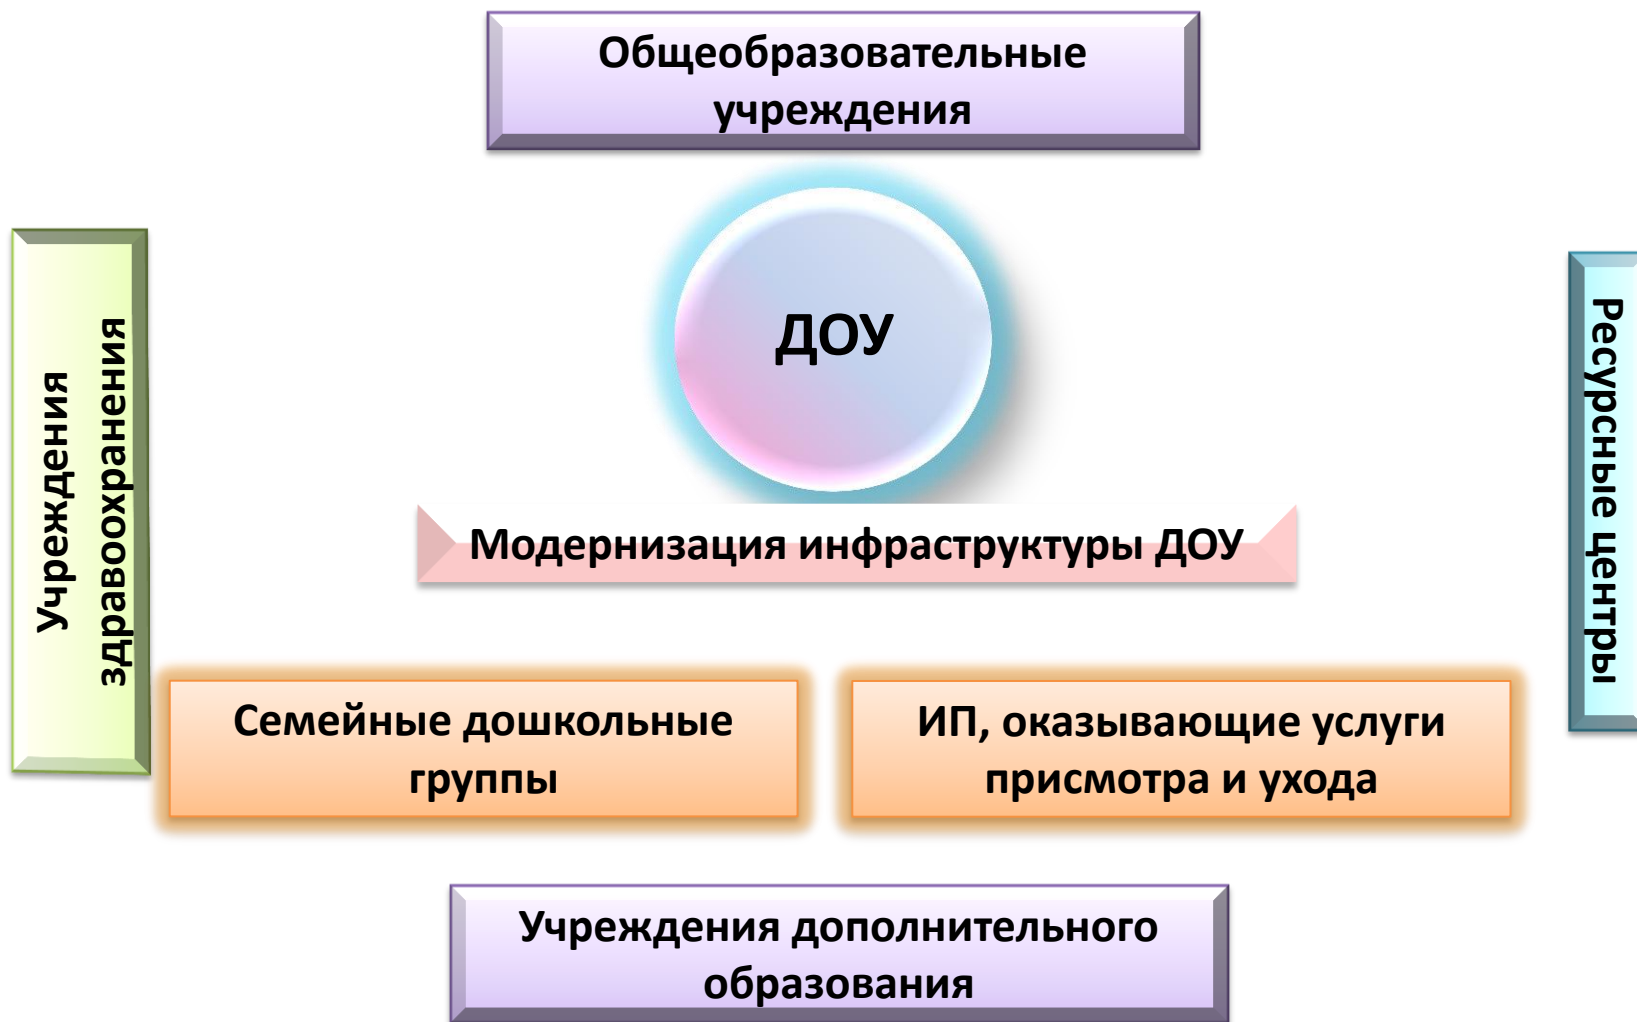 Общеобразовательные
учреждения
ДОУ
Учреждения
здравоохранения
Ресурсные центры
Модернизация инфраструктуры ДОУ
Семейные дошкольные
группы
ИП, оказывающие услуги
присмотра и ухода
Учреждения дополнительного
образования